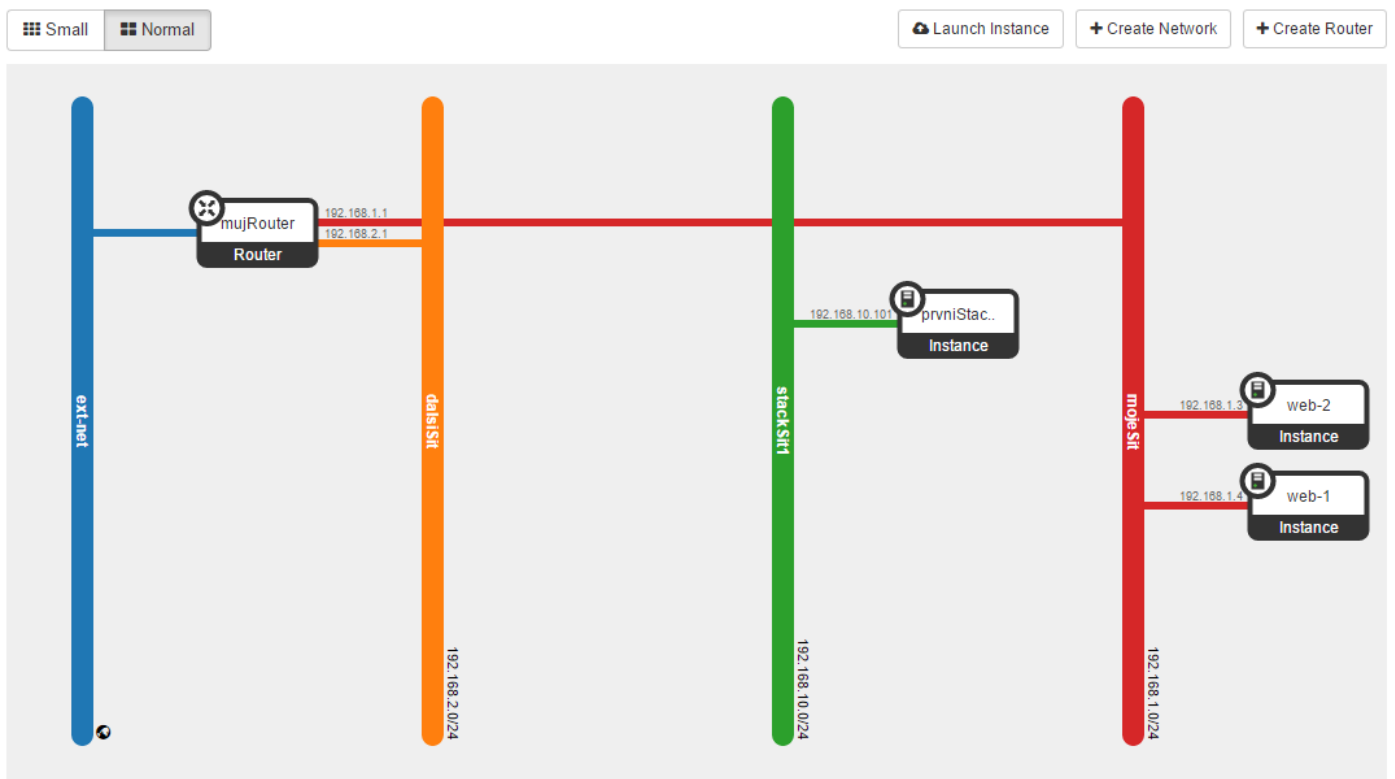 Small
Normal
Launch Instance
Create Network
Create Router
192.168.1.1
mujRouter
192.168.2.1
Router
192.168.10.101
prvniStac..
Instance
ext-net
dalsiSit
stackSit1
mojeSit
192.168.1.3
web-2
Instance
192.168.1.4
web-1
Instance
192.168.2.0/24
192.168.10.0/24
192.168.1.0/24